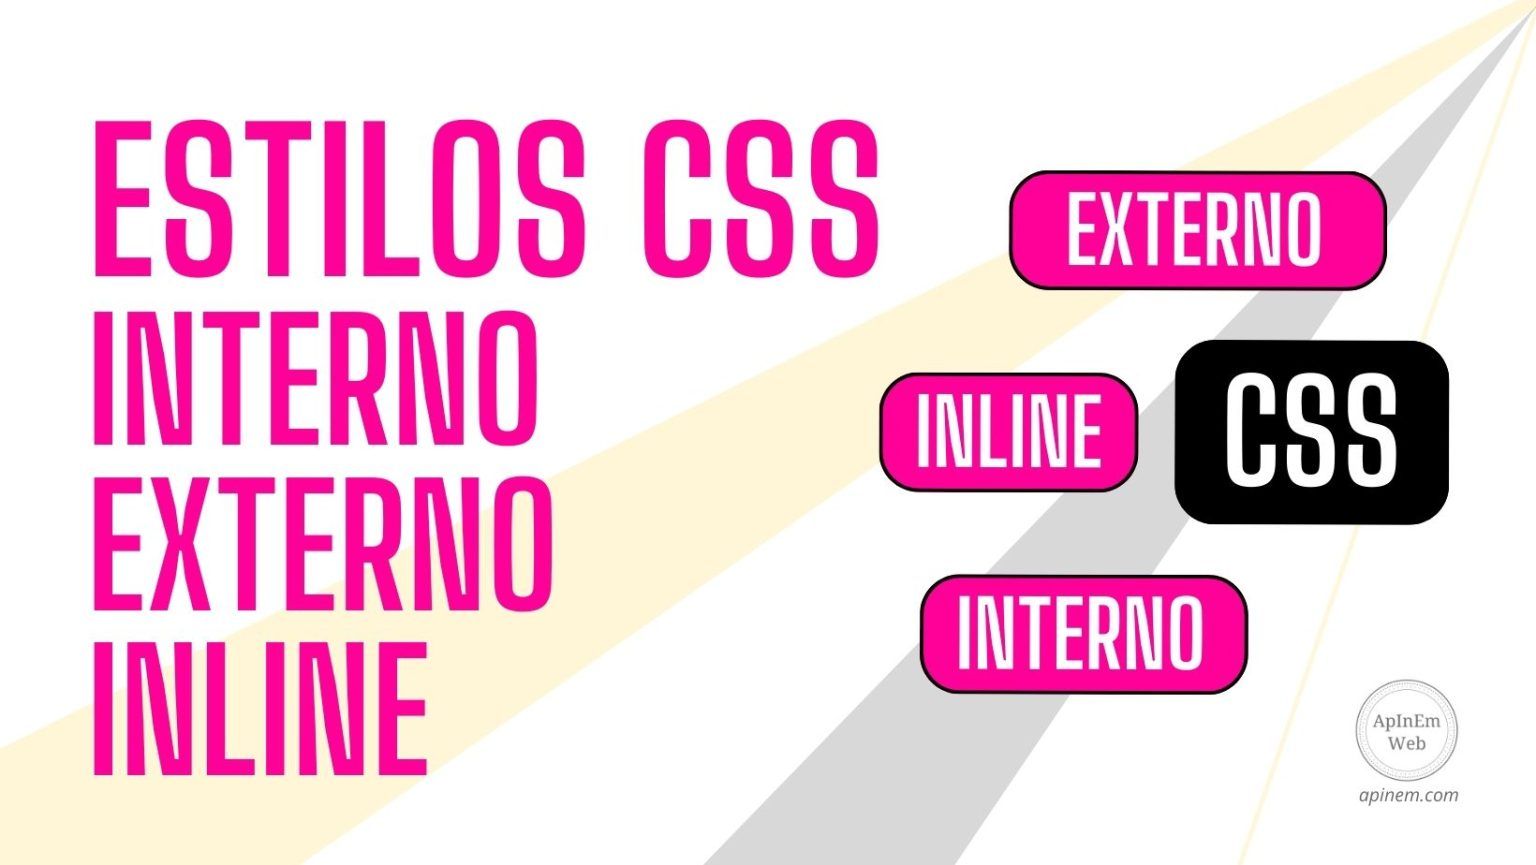 ESTILOS CSS
INTERNO
EXTERNO
INLINE
EXTERNO
INLINE
CSS
INTERNO
ApInEm
Web
apinem.com